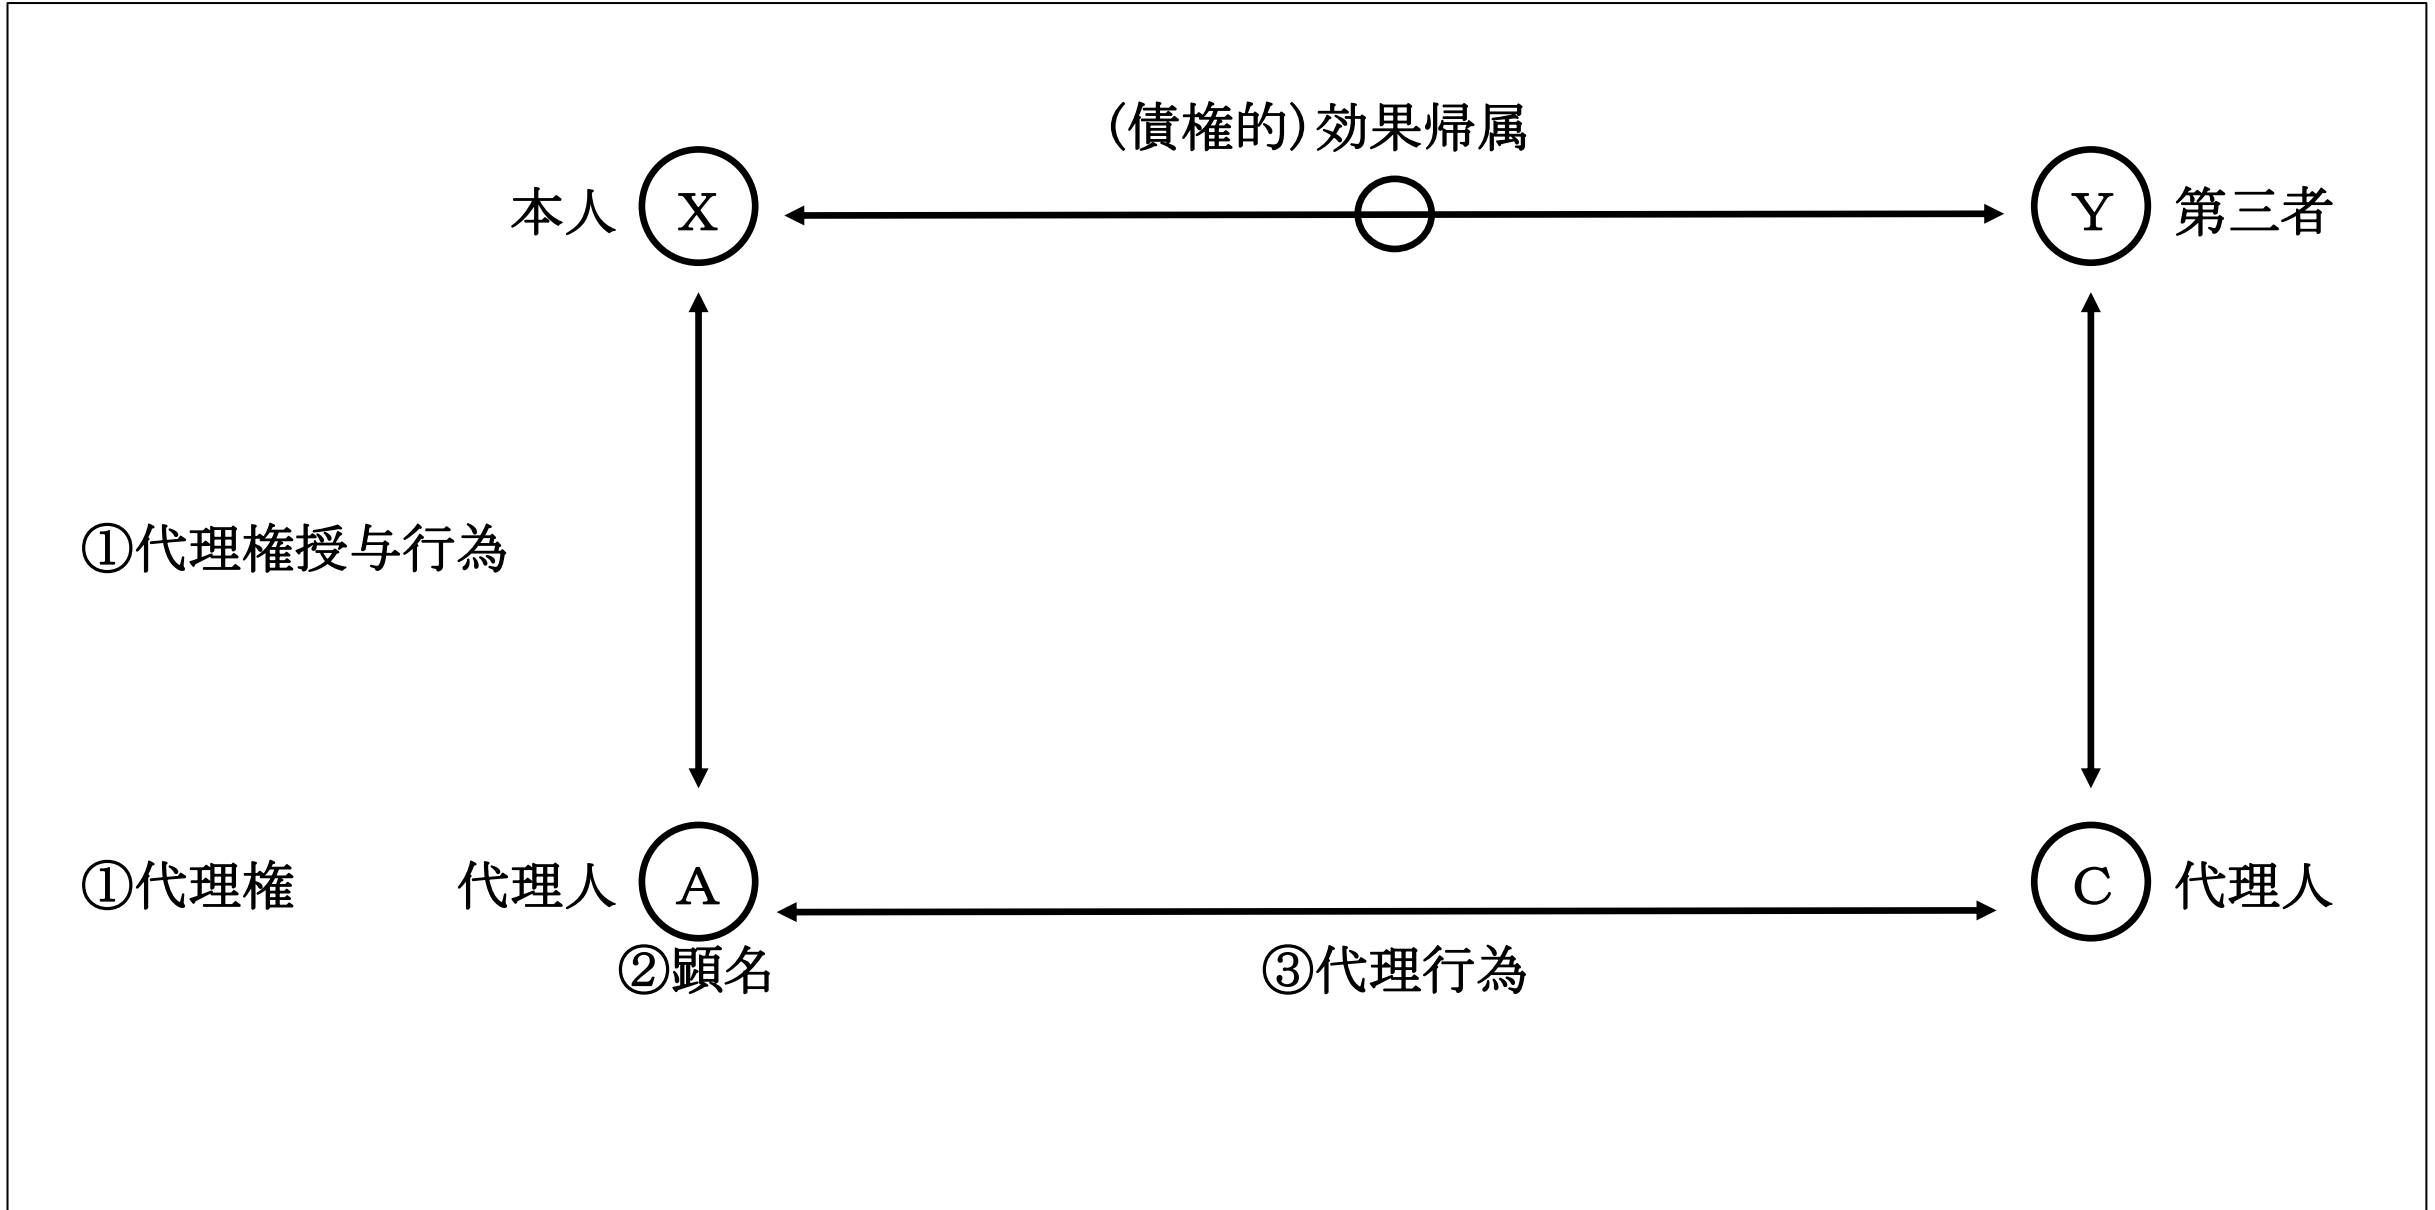 (債権的)効果帰属
本人 X Y 第三者
①代理権授与行為
①代理権 代理人 A C 代理人
②顕名 ③代理行為